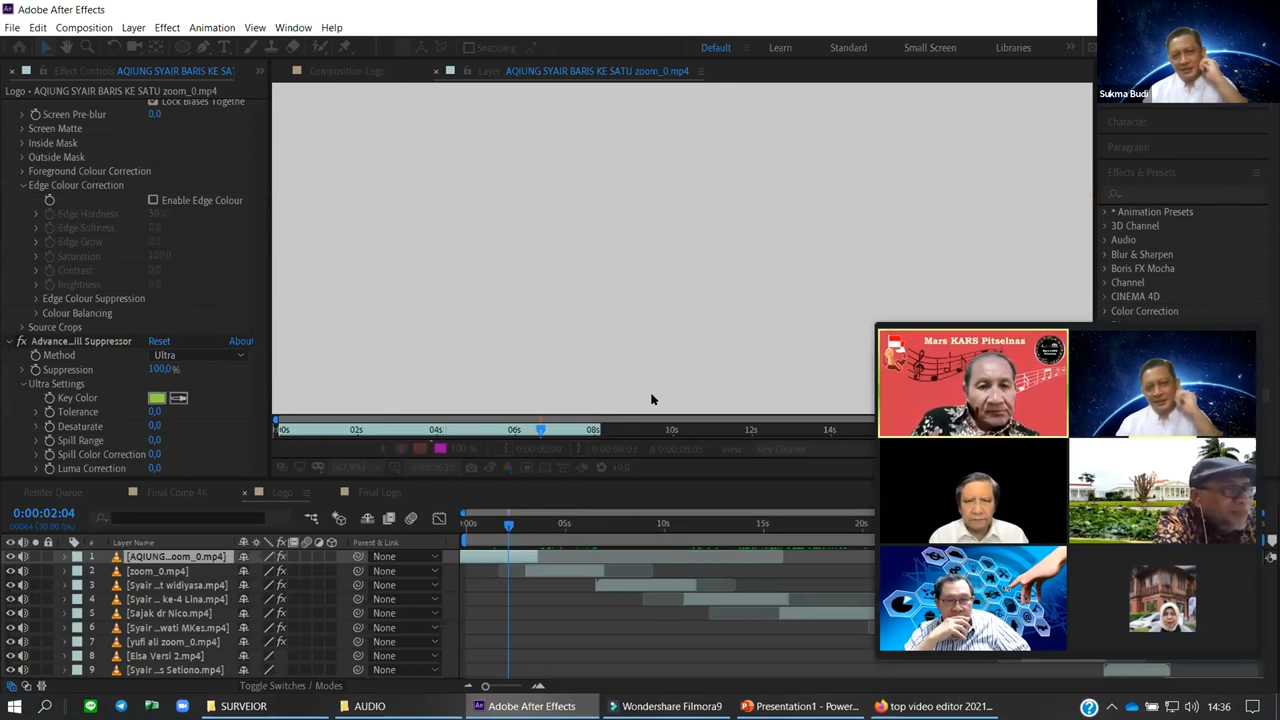 Adobe After Effects
File Edit Composition Layer Effect Animation View Window Help
Snapping
Default
Learn
Standard
Small Screen
Libraries
Sukma Budi
Effect Controls AQIUNG SYAIR BARIS KE SA
Composition Logo
Layer AQIUNG SYAIR BARIS KE SATU zoom_0.mp4
Logo • AQIUNG SYAIR BARIS KE SATU zoom_0.mp4
Lock Biases Togethe
Screen Pre-blur 0,0
Screen Matte
Inside Mask
Outside Mask
Foreground Colour Correction
Edge Colour Correction
Enable Edge Colour
Edge Hardness
Edge Softness 0,0
Edge Grow 0,0
Saturation 100,0
Contrast 0,0
Brightness 0,0
Edge Colour Suppression
Colour Balancing
Source Crops
Advance...ill Suppressor Reset Abou
Method Ultra
Suppression 100,0%
Ultra Settings
Key Color
Tolerance 0,0
Desaturate 0,0
Spill Range 0,0
Spill Color Correction 0,0
Luma Correction 0,0
Character
Paragraph
Effects & Presets
* Animation Presets
3D Channel
Audio
Blur & Sharpen
Boris FX Mocha
Channel
CINEMA 4D
Color Correction
Mars KARS Pitselnas
02s 04s 06s 08s 10s 12s 14s
100 %
View: Key Cleaner
+0,0
Render Queue
Final Comp 4K
Logo
Final Logo
0:00:02:04
00064 (30.00 fps)
05s 10s 15s 20s
# Layer Name Parent & Link
1 [AQIUNG...oom_0.mp4] None
2 [zoom_0.mp4] None
3 [Syair ...t widiyasa.mp4] None
4 [Syair ... ke-4 Lina.mp4] None
5 [Sajak dr Nico.mp4] None
6 [Syair ...wati MKes.mp4] None
7 [yufi ali zoom_0.mp4] None
8 [Elsa Versi 2.mp4] None
9 [Syair ...s Setiono.mp4] None
Toggle Switches / Modes
SURVEIOR
AUDIO
Adobe After Effects
Wondershare Filmora9
Presentation1 - Power...
top video editor 2021...
14:36